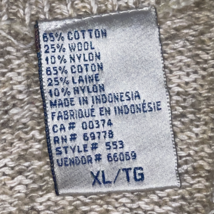 65% COTTON
25% WOOL
10% NYLON
65% COTON
25% LAINE
10% NYLON
MADE IN INDONESIA
FABRIQUÉ EN INDONÉSIE
CA# 00374
RN# 69778
STYLE# 553
VENDOR# 66069
XL/TG